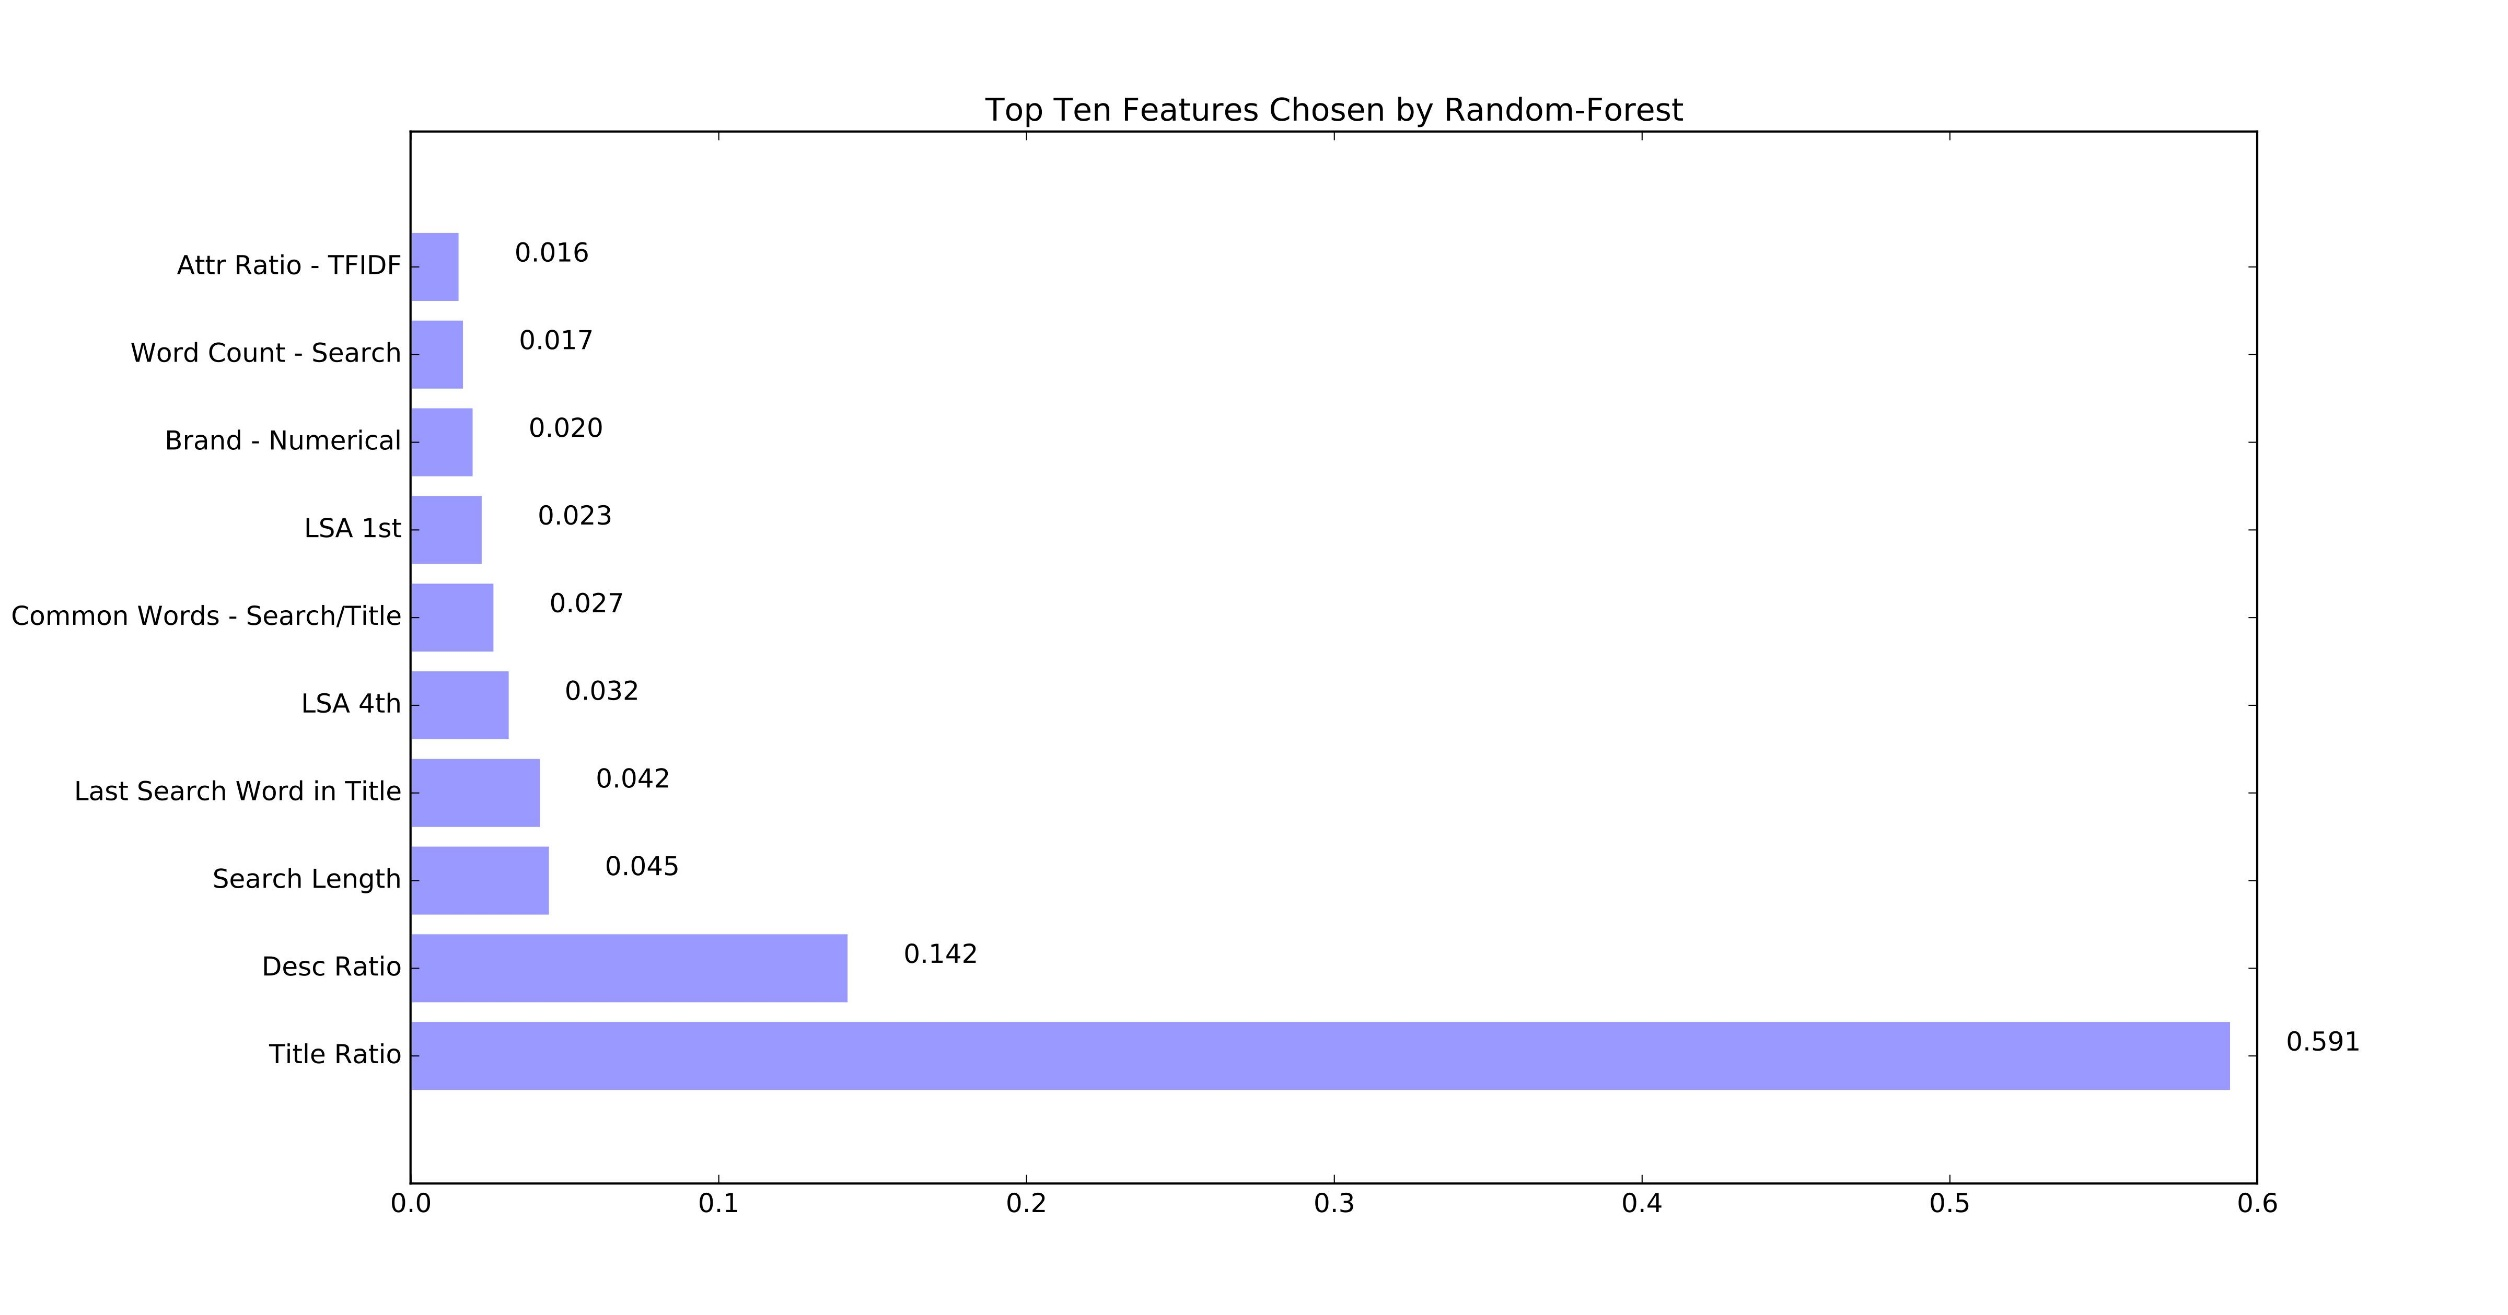 Top Ten Features Chosen by Random-Forest
Attr Ratio - TFIDF 0.016
Word Count - Search 0.017
Brand - Numerical 0.020
LSA 1st 0.023
Common Words - Search/Title 0.027
LSA 4th 0.032
Last Search Word in Title 0.042
Search Length 0.045
Desc Ratio 0.142
Title Ratio 0.591
0.0 0.1 0.2 0.3 0.4 0.5 0.6